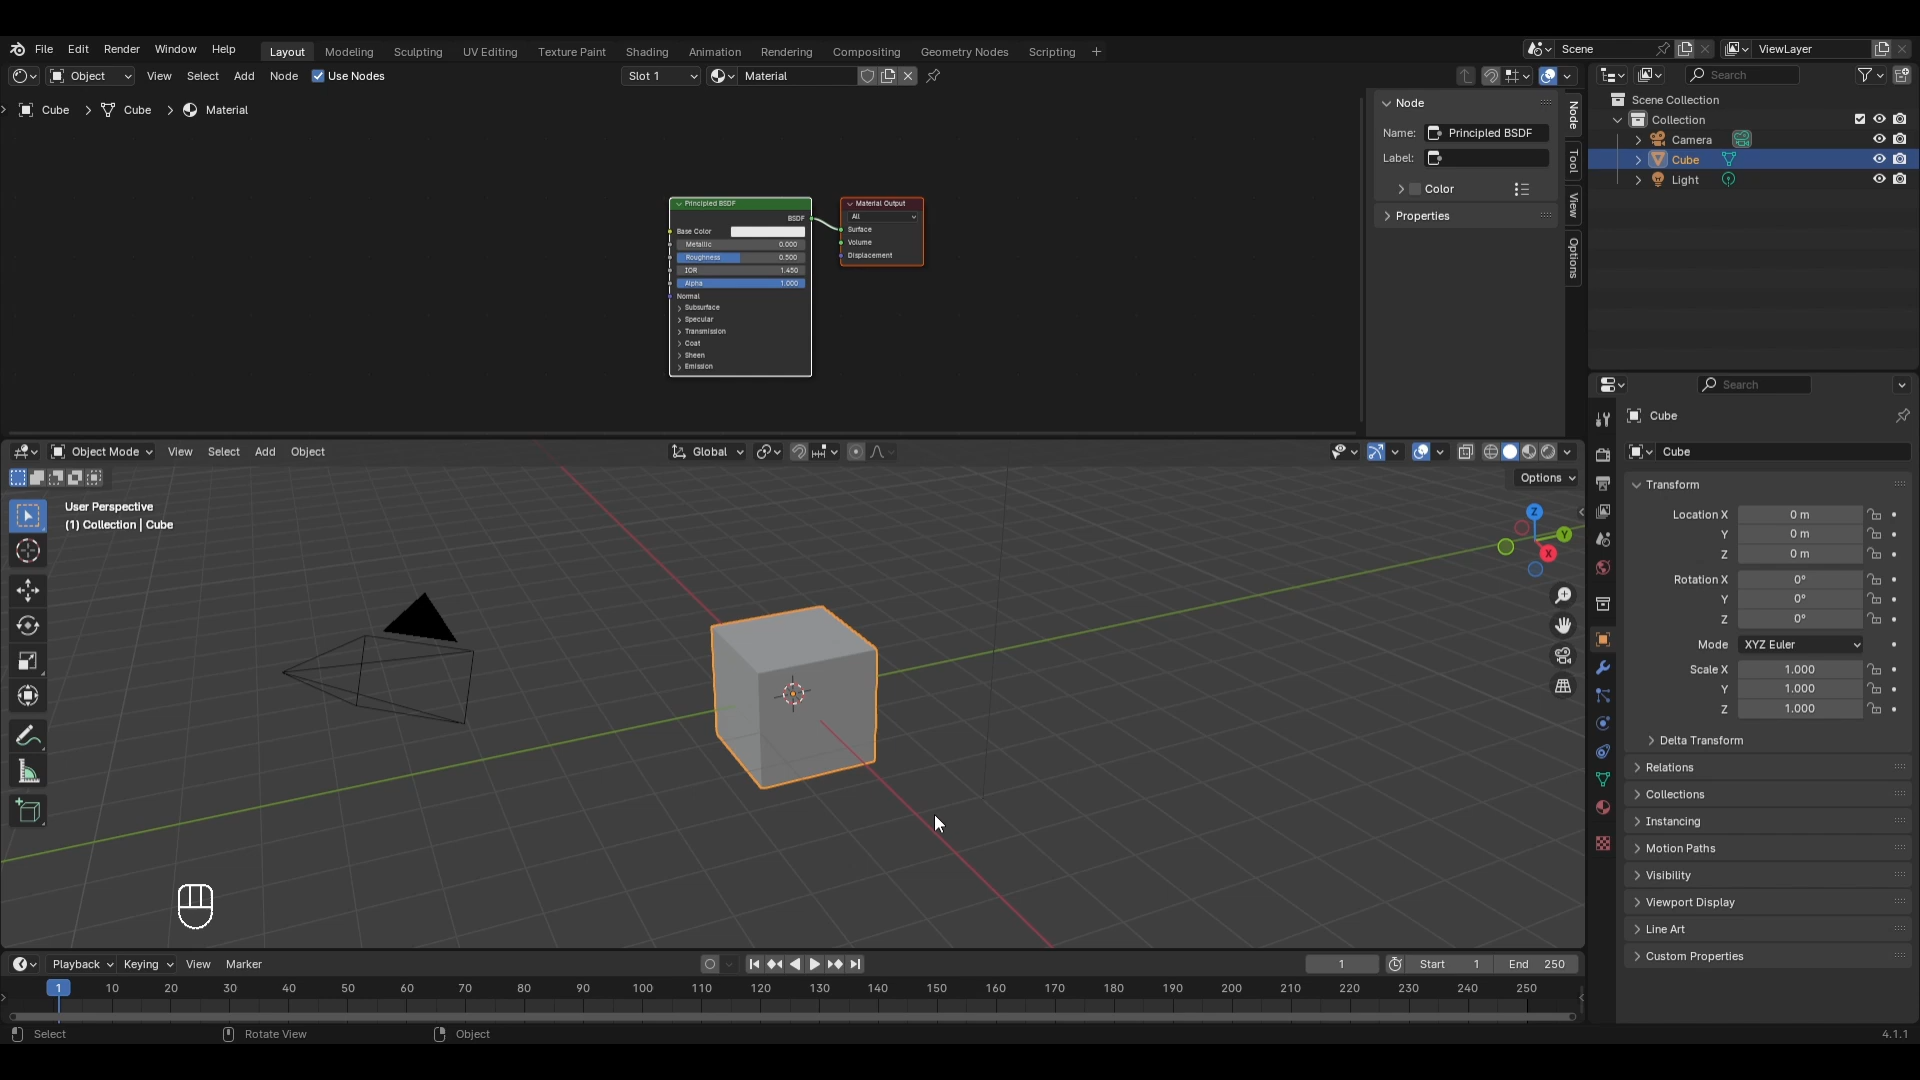 File Edit Render Window Help Layout Modeling Sculpting UV Editing Texture Paint Shading Animation Rendering Compositing Geometry Nodes Scripting + Scene ViewLayer
Object View Select Add Node Use Nodes Slot 1 Material Search
Cube > Cube > Material
Node
Name: Principled BSDF
Label:
Color
Properties
Node
Tool
View
Options
Scene Collection
Collection
Camera
Cube
Light
Principled BSDF
BSDF
Base Color
Metallic 0.000
Roughness 0.500
IOR 1.450
Alpha 1.000
Normal
Subsurface
Specular
Transmission
Coat
Sheen
Emission
Material Output
All
Surface
Volume
Displacement
Object Mode View Select Add Object Global
Options
User Perspective
(1) Collection | Cube
Z
Y
X
Search
Cube
Cube
Transform
Location X 0 m
Y 0 m
Z 0 m
Rotation X 0°
Y 0°
Z 0°
Mode XYZ Euler
Scale X 1.000
Y 1.000
Z 1.000
Delta Transform
Relations
Collections
Instancing
Motion Paths
Visibility
Viewport Display
Line Art
Custom Properties
Playback Keying View Marker 1 Start 1 End 250
1 10 20 30 40 50 60 70 80 90 100 110 120 130 140 150 160 170 180 190 200 210 220 230 240 250
Select Rotate View Object 4.1.1